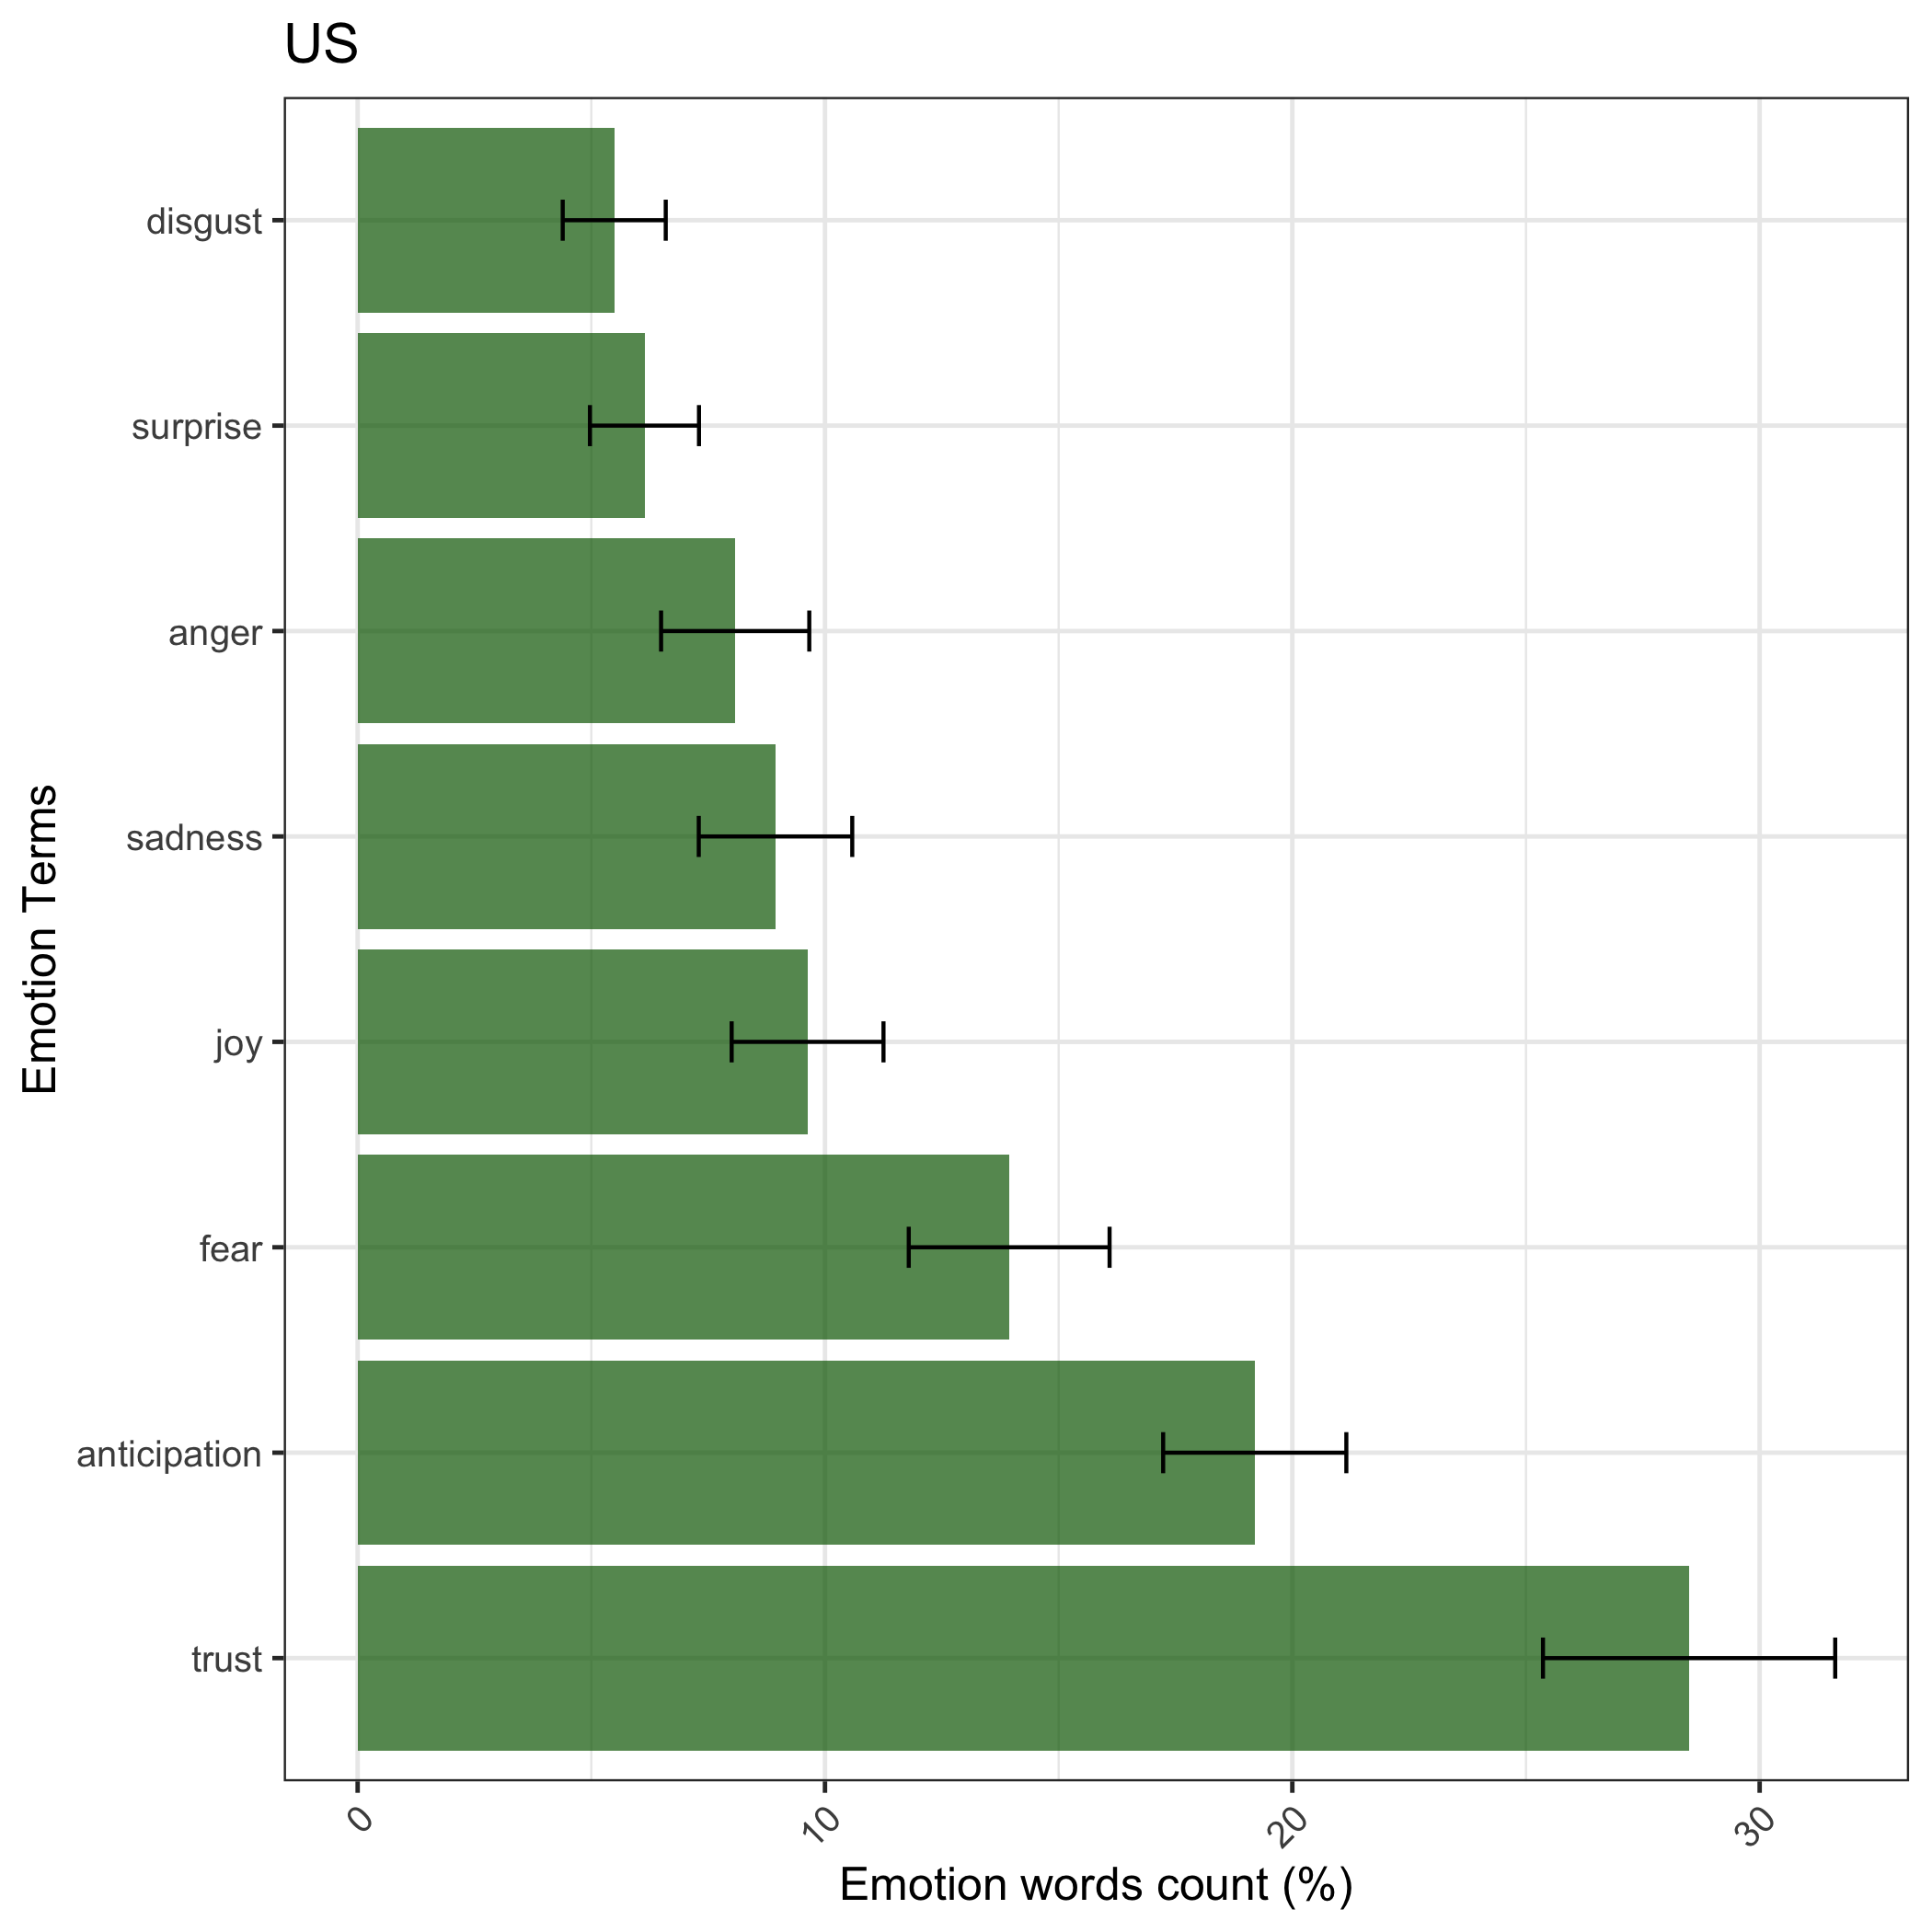 US
Emotion Terms
disgust
surprise
anger
sadness
joy
fear
anticipation
trust
0
10
20
30
Emotion words count (%)